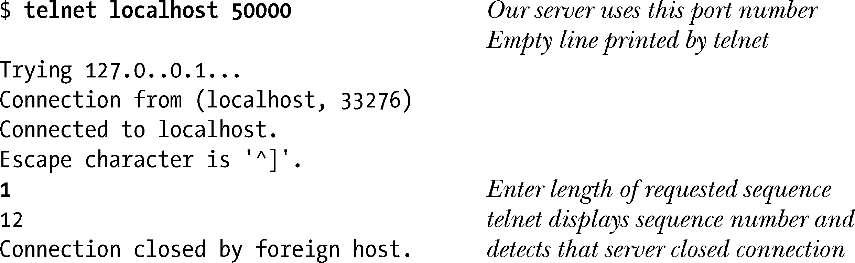 $ telnet localhost 50000 Our server uses this port number
Empty line printed by telnet
Trying 127.0..0.1...
Connection from (localhost, 33276)
Connected to localhost.
Escape character is '^]'.
1 Enter length of requested sequence
12 telnet displays sequence number and
Connection closed by foreign host. detects that server closed connection